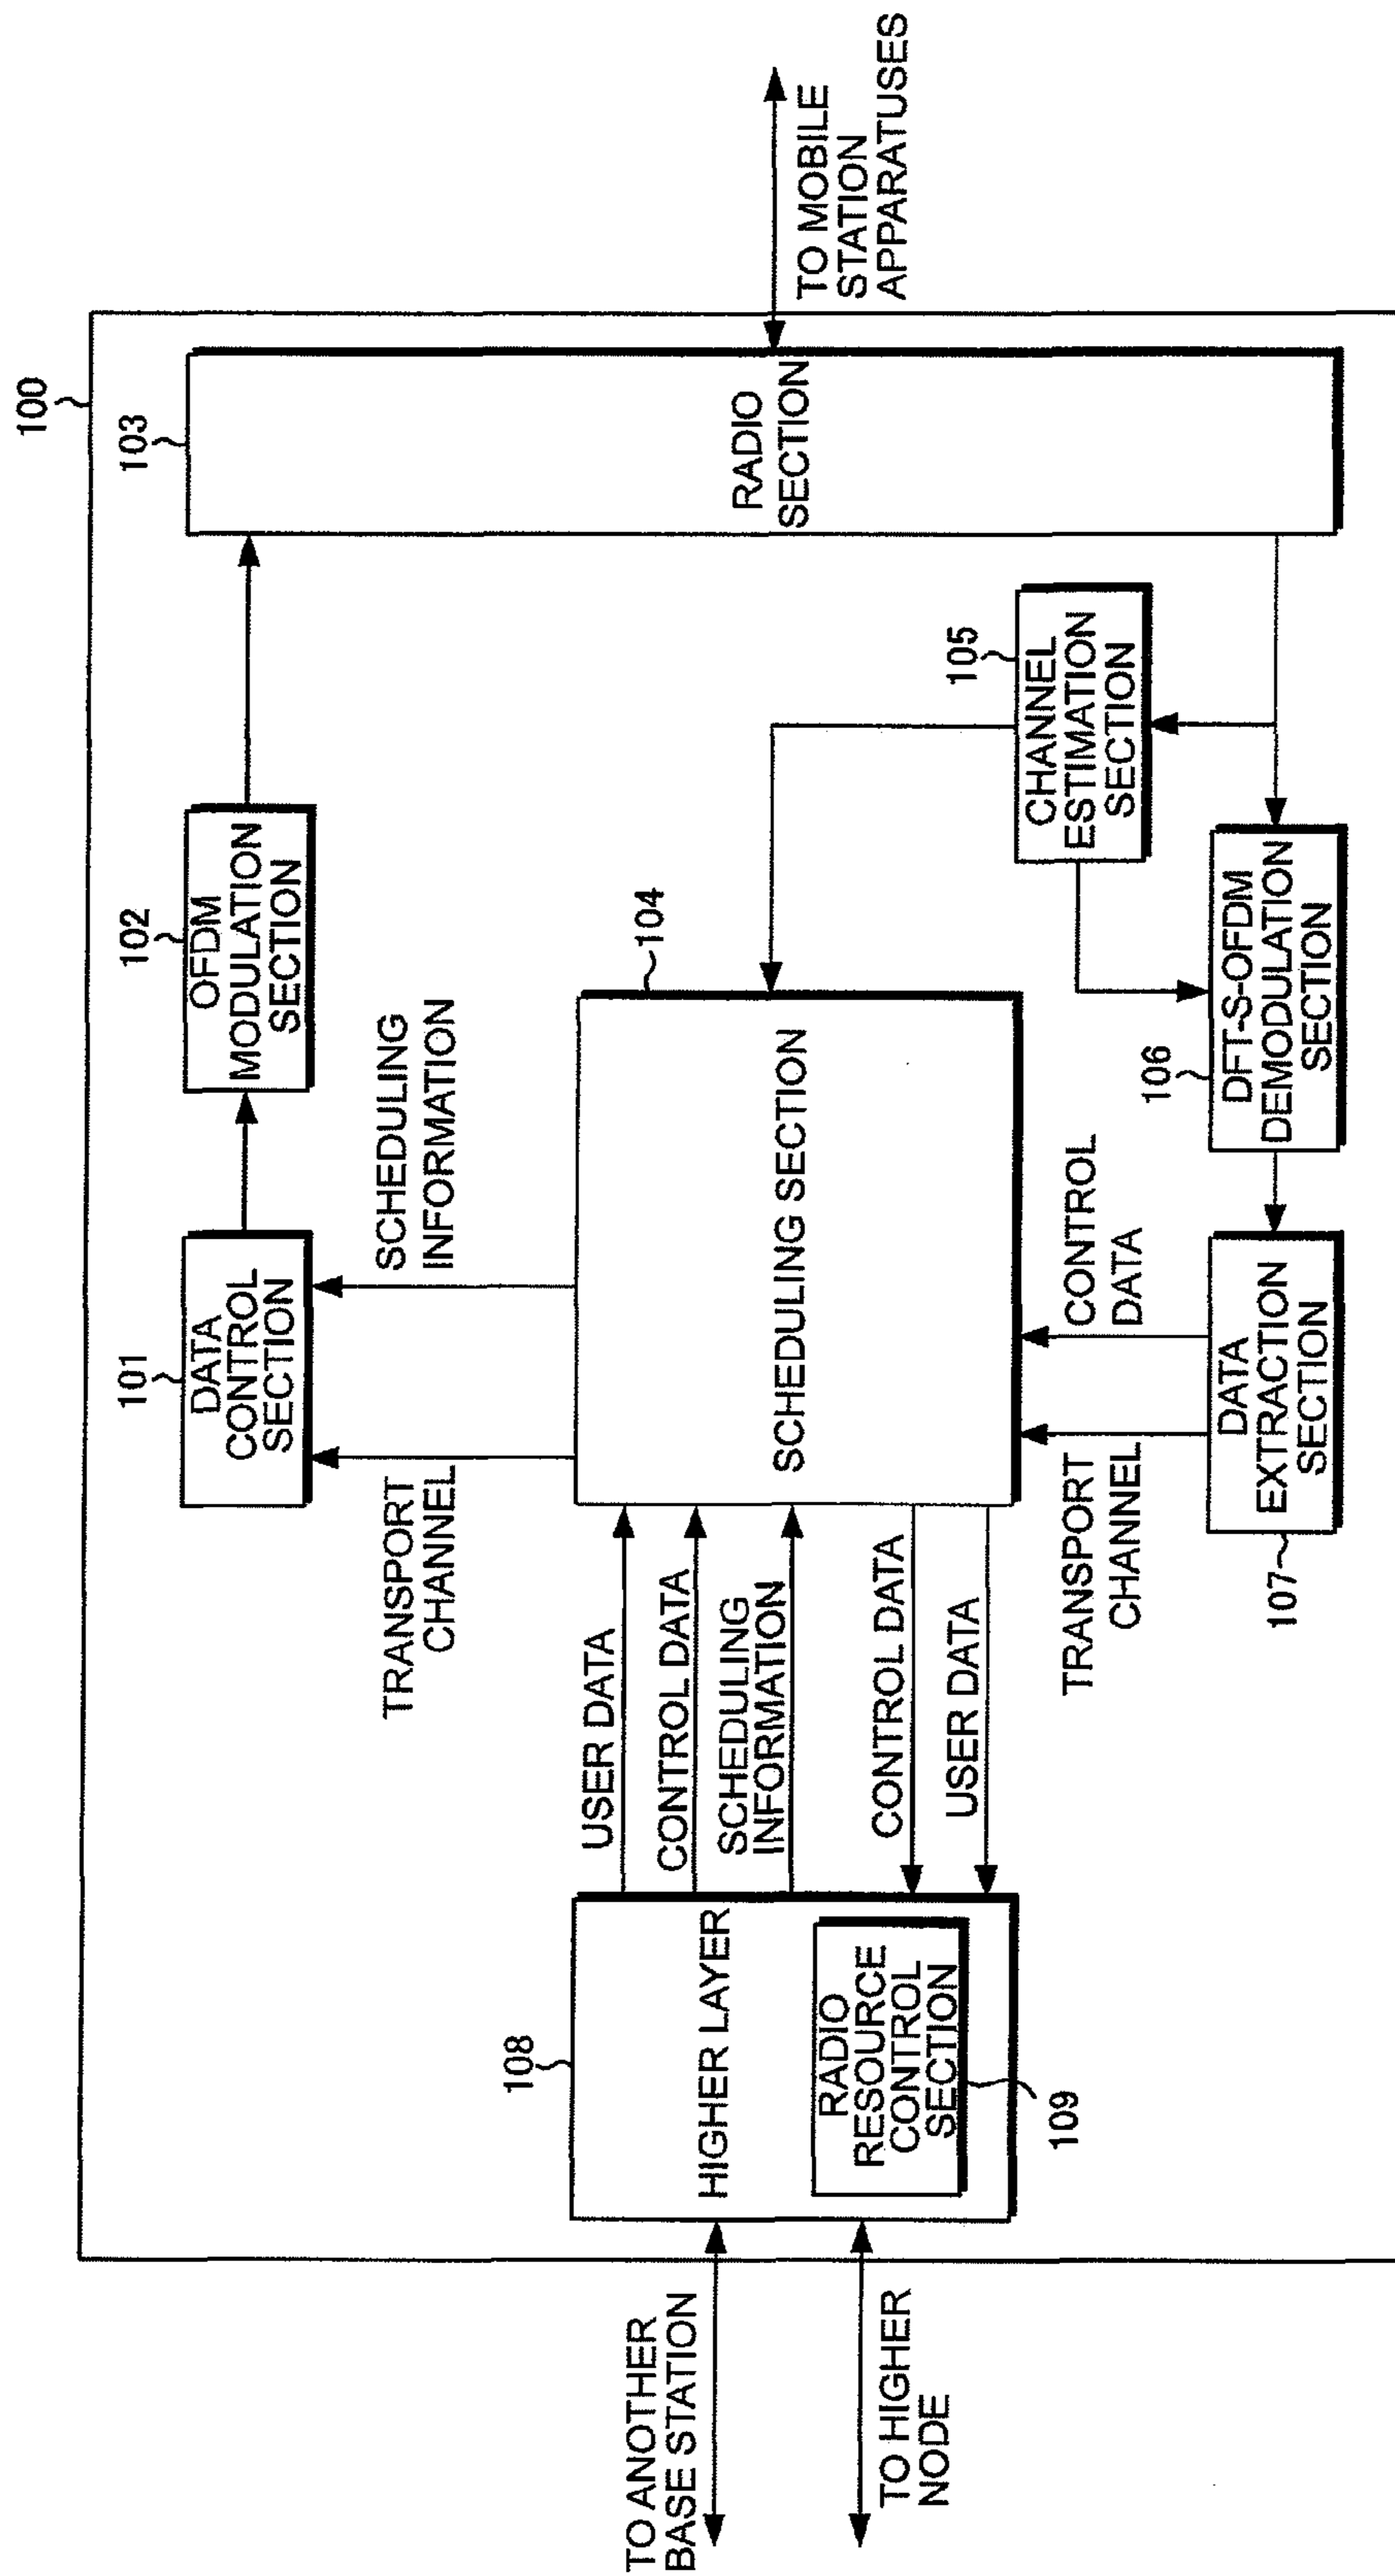 100
103
RADIO
SECTION
TO MOBILE
STATION
APPARATUSES
102
OFDM
MODULATION
SECTION
101
DATA
CONTROL
SECTION
SCHEDULING
INFORMATION
TRANSPORT
CHANNEL
104
SCHEDULING SECTION
105
CHANNEL
ESTIMATION
SECTION
106
DFT-S-OFDM
DEMODULATION
SECTION
CONTROL
DATA
TRANSPORT
CHANNEL
107
DATA
EXTRACTION
SECTION
USER DATA
CONTROL DATA
SCHEDULING
INFORMATION
CONTROL DATA
USER DATA
108
HIGHER LAYER
RADIO
RESOURCE
CONTROL
SECTION
109
TO ANOTHER
BASE STATION
TO HIGHER
NODE